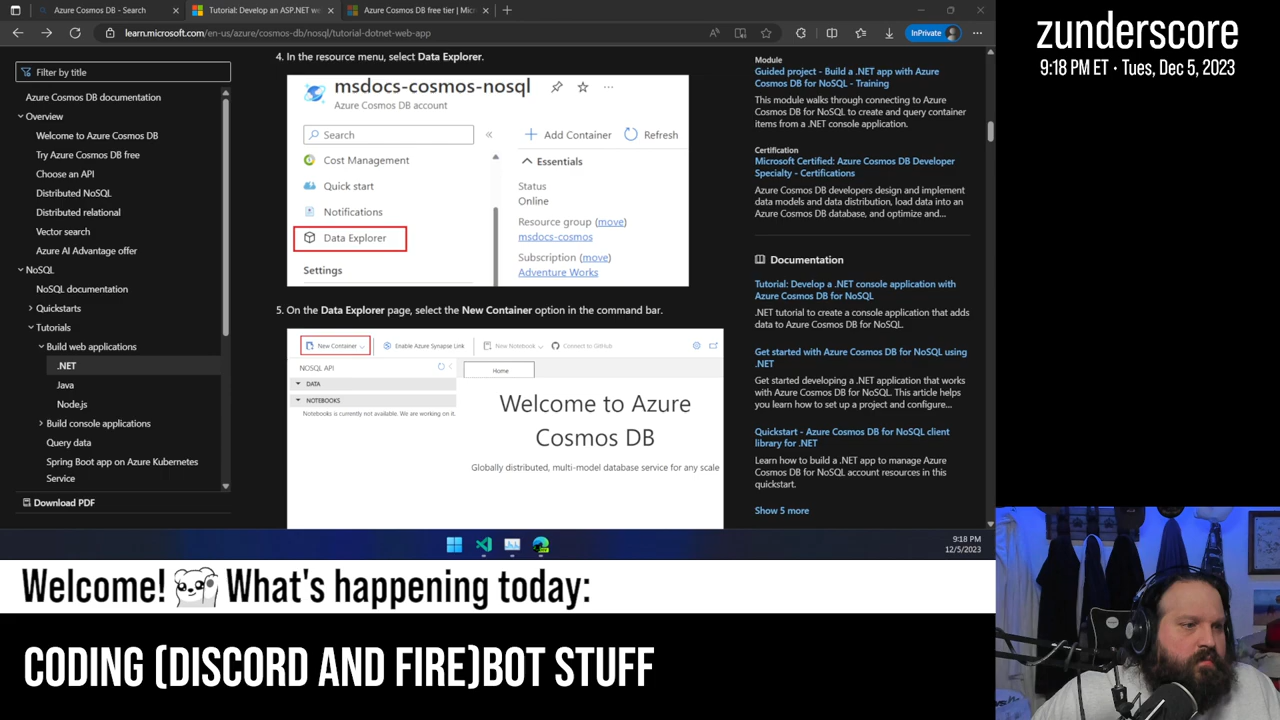 Azure Cosmos DB - Search
Tutorial: Develop an ASP.NET we
Azure Cosmos DB free tier | Mic
learn.microsoft.com/en-us/azure/cosmos-db/nosql/tutorial-dotnet-web-app
InPrivate
Filter by title
Azure Cosmos DB documentation
Overview
Welcome to Azure Cosmos DB
Try Azure Cosmos DB free
Choose an API
Distributed NoSQL
Distributed relational
Vector search
Azure AI Advantage offer
NoSQL
NoSQL documentation
Quickstarts
Tutorials
Build web applications
.NET
Java
Node.js
Build console applications
Query data
Spring Boot app on Azure Kubernetes
Service
Download PDF
4. In the resource menu, select Data Explorer.
msdocs-cosmos-nosql
Azure Cosmos DB account
Search
Cost Management
Quick start
Notifications
Data Explorer
Settings
Add Container
Refresh
Essentials
Status
Online
Resource group (move)
msdocs-cosmos
Subscription (move)
Adventure Works
5. On the Data Explorer page, select the New Container option in the command bar.
New Container
Enable Azure Synapse Link
New Notebook
Connect to GitHub
NOSQL API
DATA
NOTEBOOKS
Notebooks is currently not available. We are working on it.
Home
Welcome to Azure
Cosmos DB
Globally distributed, multi-model database service for any scale
Module
Guided project - Build a .NET app with Azure
Cosmos DB for NoSQL - Training
This module walks through connecting to Azure
Cosmos DB for NoSQL to create and query container
items from a .NET console application.
Certification
Microsoft Certified: Azure Cosmos DB Developer
Specialty - Certifications
Azure Cosmos DB developers design and implement
data models and data distribution, load data into
an Azure Cosmos DB database, and optimize and...
Documentation
Tutorial: Develop a .NET console application with
Azure Cosmos DB for NoSQL
.NET tutorial to create a console application that adds
data to Azure Cosmos DB for NoSQL.
Get started with Azure Cosmos DB for NoSQL using
.NET
Get started developing a .NET application that works
with Azure Cosmos DB for NoSQL. This article helps
you learn how to set up a project and configure...
Quickstart - Azure Cosmos DB for NoSQL client
library for .NET
Learn how to build a .NET app to manage Azure
Cosmos DB for NoSQL account resources in this
quickstart.
Show 5 more
9:18 PM
12/5/2023
zunderscore
9:18 PM ET · Tues, Dec 5, 2023
Welcome! What's happening today:
CODING (DISCORD AND FIRE)BOT STUFF